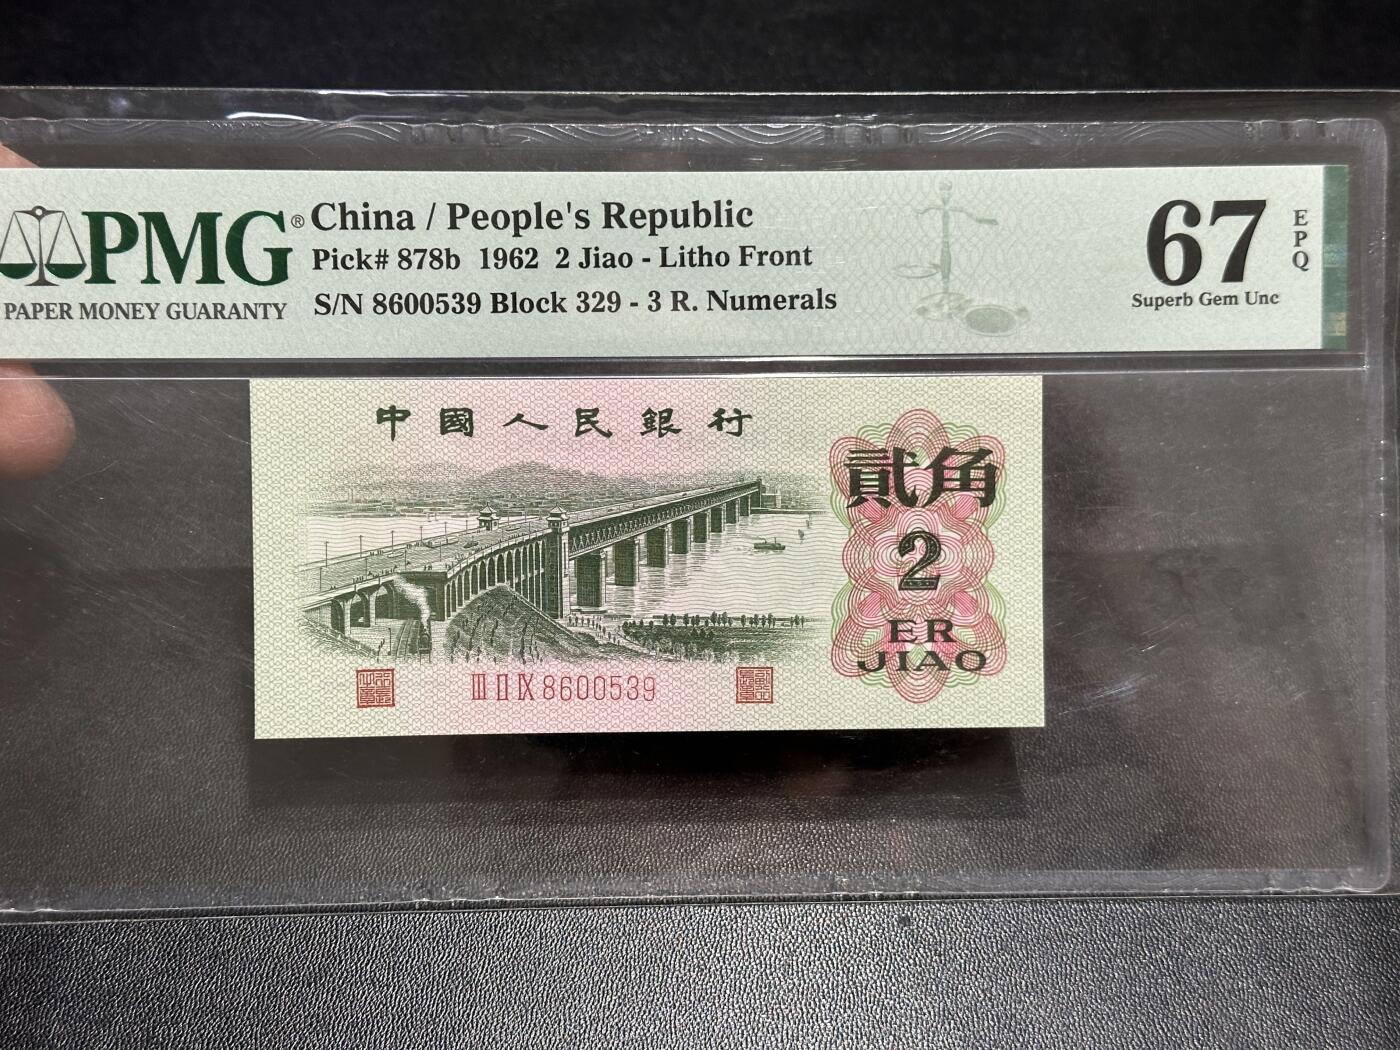 PMG®
PAPER MONEY GUARANTY
China / People's Republic
Pick# 878b 1962 2 Jiao - Litho Front
S/N 8600539 Block 329 - 3 R. Numerals
67
EPQ
Superb Gem Unc
中國人民銀行
貳角
2
ER
JIAO
III II IX 8600539